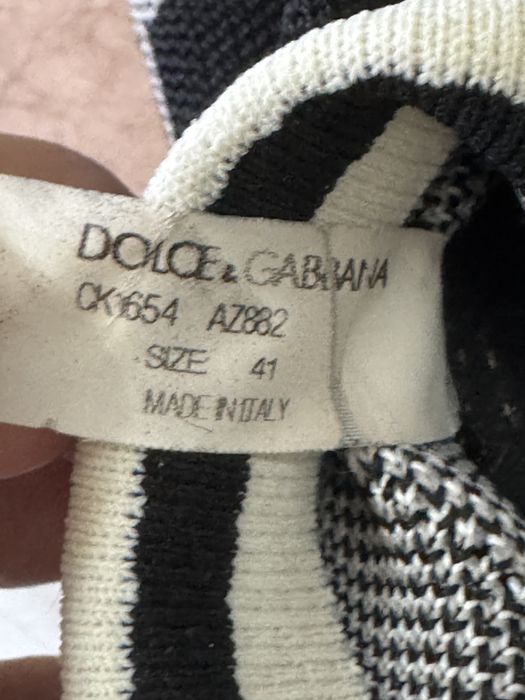 DOLCE & GABBANA
CK1654 AZ882
SIZE 41
MADE IN ITALY